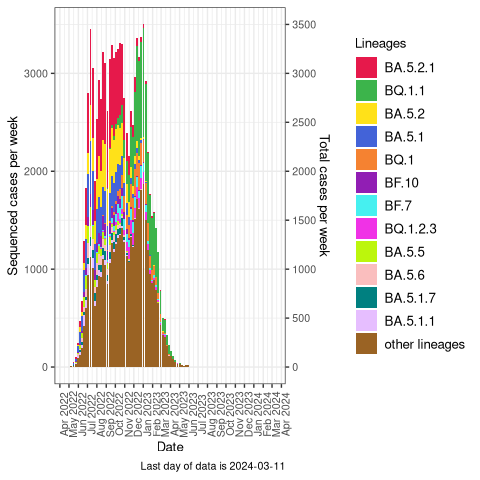 Sequenced cases per week
3000
2000
1000
0
3500
3000
2500
2000
1500
1000
500
0
Total cases per week
Apr 2022
May 2022
Jun 2022
Jul 2022
Aug 2022
Sep 2022
Oct 2022
Nov 2022
Dec 2022
Jan 2023
Feb 2023
Mar 2023
Apr 2023
May 2023
Jun 2023
Jul 2023
Aug 2023
Sep 2023
Oct 2023
Nov 2023
Dec 2023
Jan 2024
Feb 2024
Mar 2024
Apr 2024
Date
Last day of data is 2024-03-11
Lineages
BA.5.2.1
BQ.1.1
BA.5.2
BA.5.1
BQ.1
BF.10
BF.7
BQ.1.2.3
BA.5.5
BA.5.6
BA.5.1.7
BA.5.1.1
other lineages